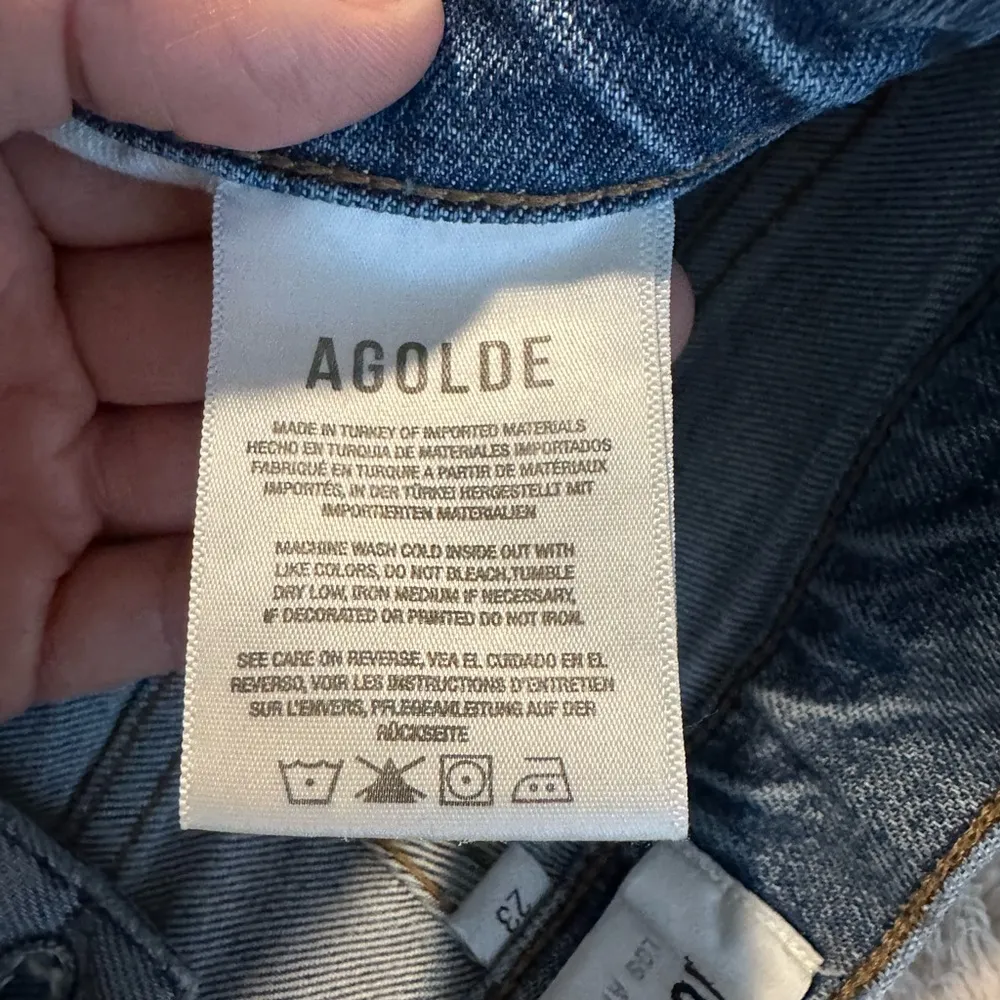 AGOLDE
MADE IN TURKEY OF IMPORTED MATERIALS
HECHO EN TURQUIA DE MATERIALES IMPORTADOS
FABRIQUÉ EN TURQUIE A PARTIR DE MATÉRIAUX
IMPORTÉS, IN DER TÜRKEI HERGESTELLT MIT
IMPORTIERTEN MATERIALIEN
MACHINE WASH COLD INSIDE OUT WITH
LIKE COLORS, DO NOT BLEACH, TUMBLE
DRY LOW, IRON MEDIUM IF NECESSARY,
IF DECORATED OR PRINTED DO NOT IRON.
SEE CARE ON REVERSE, VEA EL CUIDADO EN EL
REVERSO, VOIR LES INSTRUCTIONS D'ENTRETIEN
SUR L'ENVERS, PFLEGEANLEITUNG AUF DER
RÜCKSEITE
23
LOS